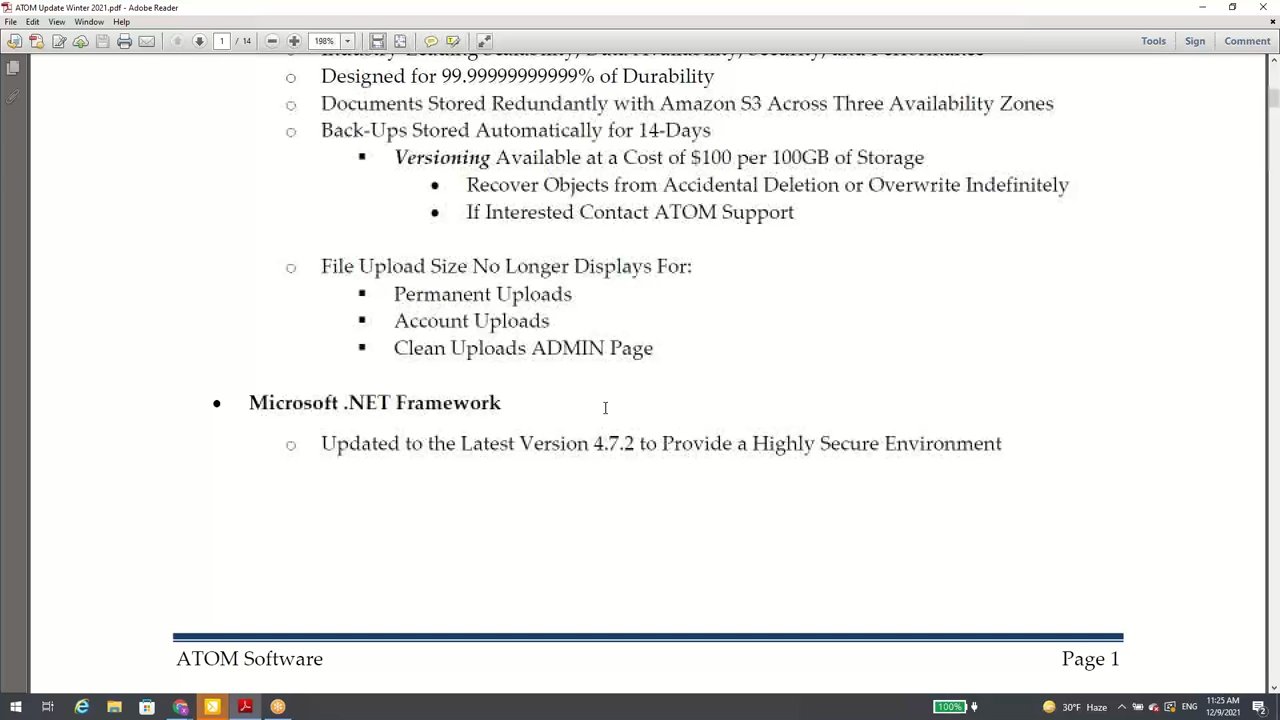 ATOM Update Winter 2021.pdf - Adobe Reader
File Edit View Window Help
1 / 14 198% Tools Sign Comment
Designed for 99.99999999999% of Durability
Documents Stored Redundantly with Amazon S3 Across Three Availability Zones
Back-Ups Stored Automatically for 14-Days
Versioning Available at a Cost of $100 per 100GB of Storage
Recover Objects from Accidental Deletion or Overwrite Indefinitely
If Interested Contact ATOM Support
File Upload Size No Longer Displays For:
Permanent Uploads
Account Uploads
Clean Uploads ADMIN Page
Microsoft .NET Framework
Updated to the Latest Version 4.7.2 to Provide a Highly Secure Environment
ATOM Software Page 1
100% 30°F Haze ENG 11:25 AM
12/9/2021 2